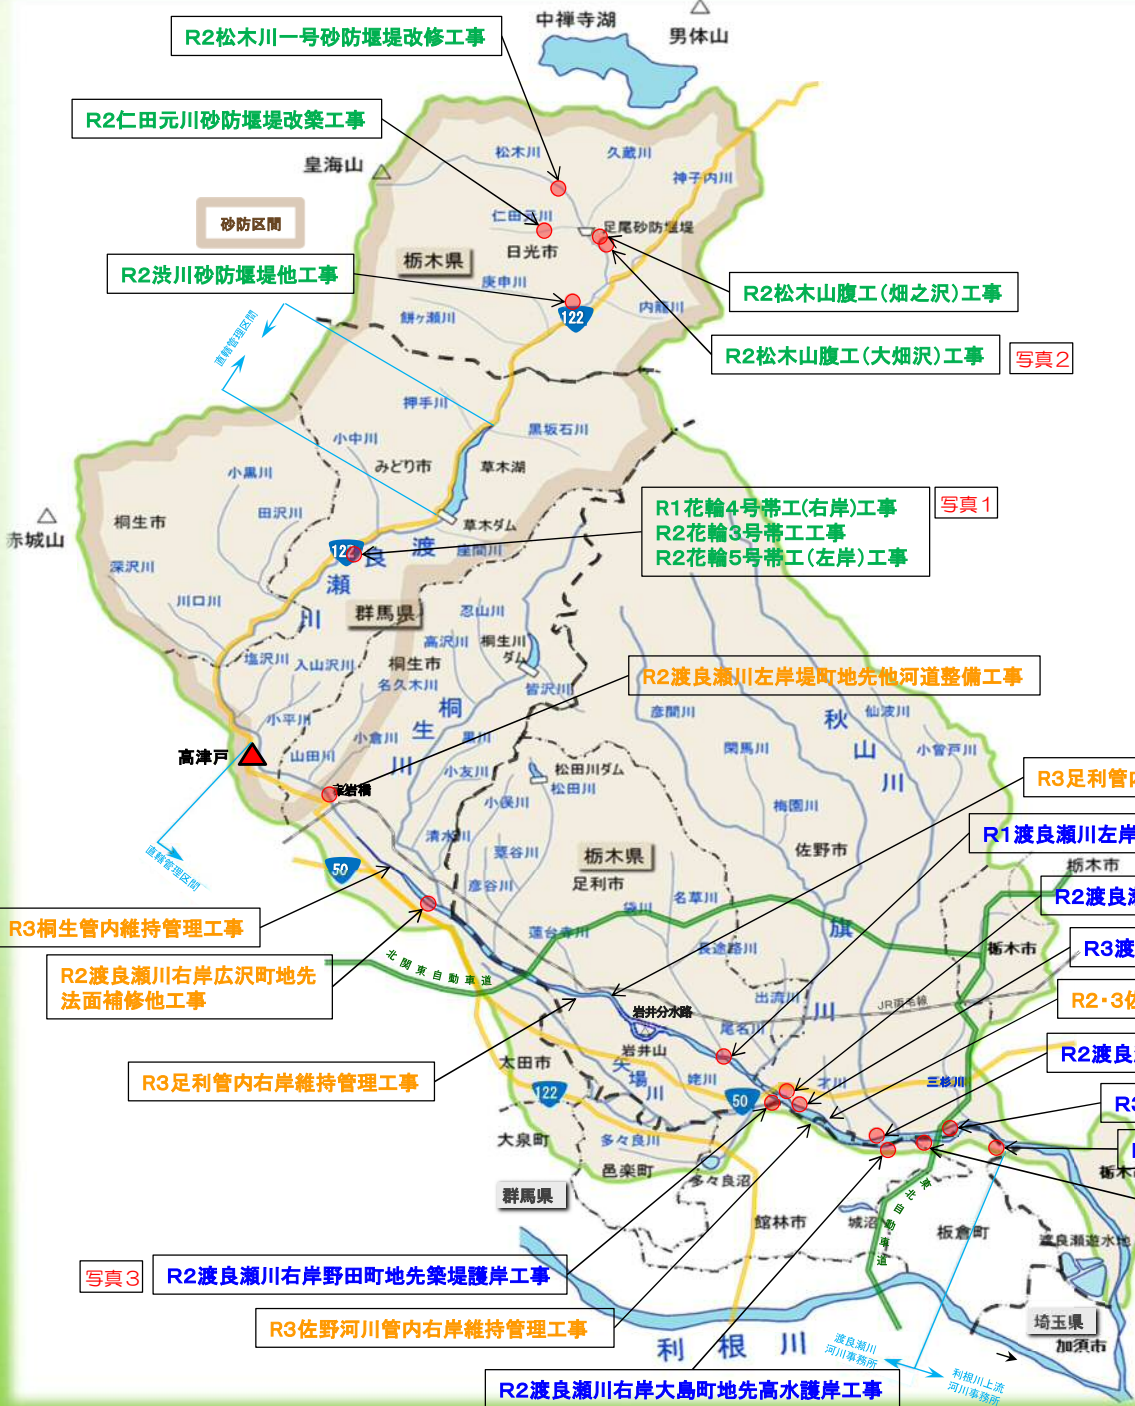 中禅寺湖
男体山
R2松木川一号砂防堰堤改修工事
R2仁田元川砂防堰堤改築工事
皇海山
松木川
久蔵川
神子内川
砂防区間
仁田元川
足尾砂防堰堤
日光市
栃木県
R2渋川砂防堰堤他工事
庚申川
R2松木山腹工(畑之沢)工事
内籠川
122
餅ヶ瀬川
直轄管理区間
R2松木山腹工(大畑沢)工事
写真2
押手川
小中川
黒坂石川
みどり市
草木湖
小黒川
田沢川
桐生市
赤城山
草木ダム
R1花輪4号帯工(右岸)工事
R2花輪3号帯工工事
R2花輪5号帯工(左岸)工事
写真1
122
渡良瀬川
座間川
深沢川
川口川
群馬県
忍山川
高沢川
桐生川ダム
塩沢川
入山沢川
桐生市
名久木川
皆沢川
R2渡良瀬川左岸堤町地先他河道整備工事
桐生川
小平川
小倉川
黒川
彦間川
秋山川
仙波川
閑馬川
小曽戸川
高津戸
山田川
小友川
松田川ダム
松田川
小俣川
梅園川
R3足利管内
直轄管理区間
清水川
粟谷川
栃木県
足利市
佐野市
R1渡良瀬川左岸
栃木市
50
彦谷川
名草川
袋川
R2渡良瀬
R3桐生管内維持管理工事
蓮台寺川
旗川
栃木市
R3渡
長途路川
R2渡良瀬川右岸広沢町地先
法面補修他工事
北関東自動車道
出流川
JR両毛線
R2・3佐
岩井分水路
尾名川
岩井山
R2渡良
太田市
矢場川
姥川
R3足利管内右岸維持管理工事
122
50
才川
三杉川
R3
大泉町
多々良川
邑楽町
多々良沼
栃木市
群馬県
館林市
城沼
東北自動車道
板倉町
渡良瀬遊水地
写真3
R2渡良瀬川右岸野田町地先築堤護岸工事
R3佐野河川管内右岸維持管理工事
利根川
埼玉県
加須市
渡良瀬川
河川事務所
利根川上流
河川事務所
R2渡良瀬川右岸大島町地先高水護岸工事